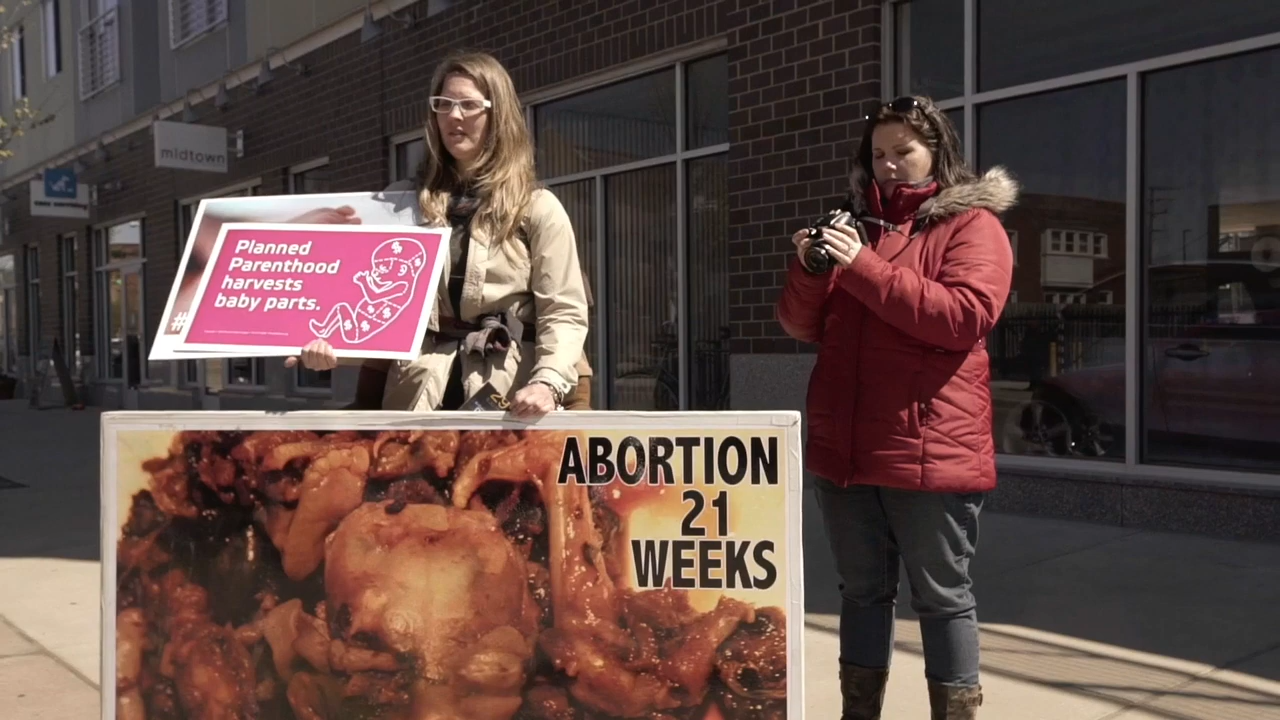 midtown
Planned
Parenthood
harvests
baby parts.
#
ABORTION
21
WEEKS